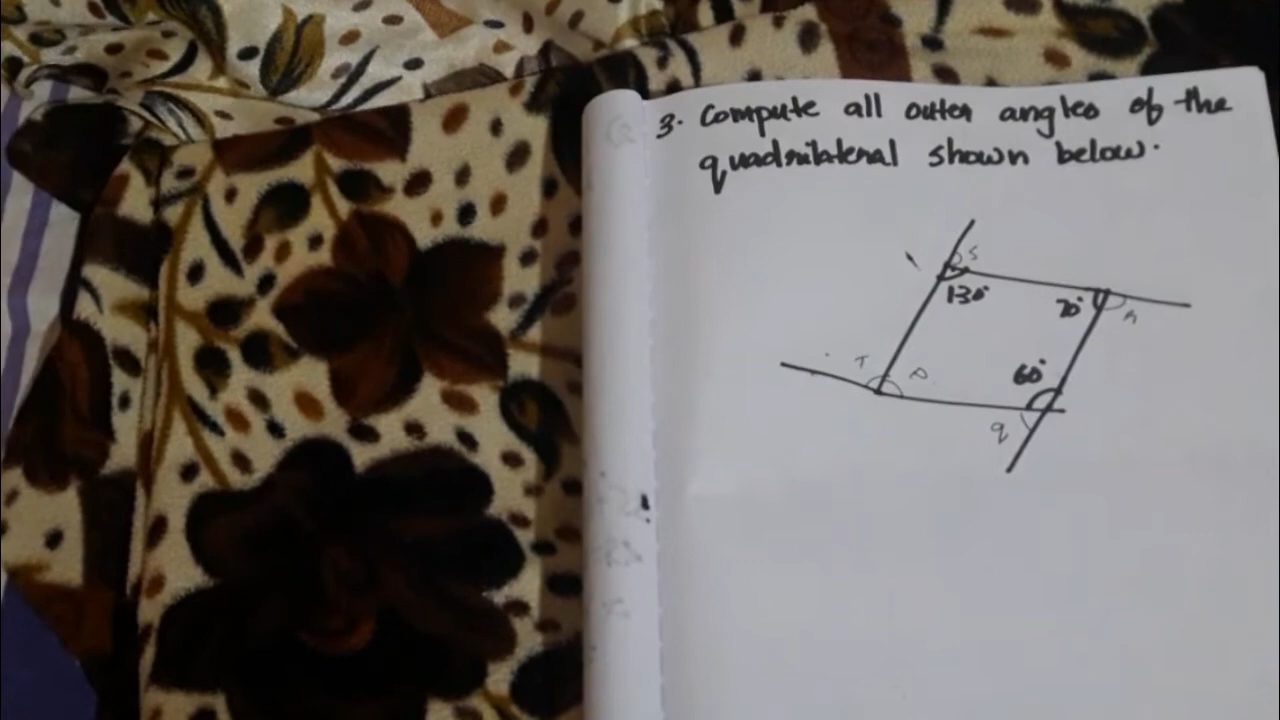 3. Compute all outer angles of the
quadrilateral shown below.
S
130°
70°
r
T
P
60°
q